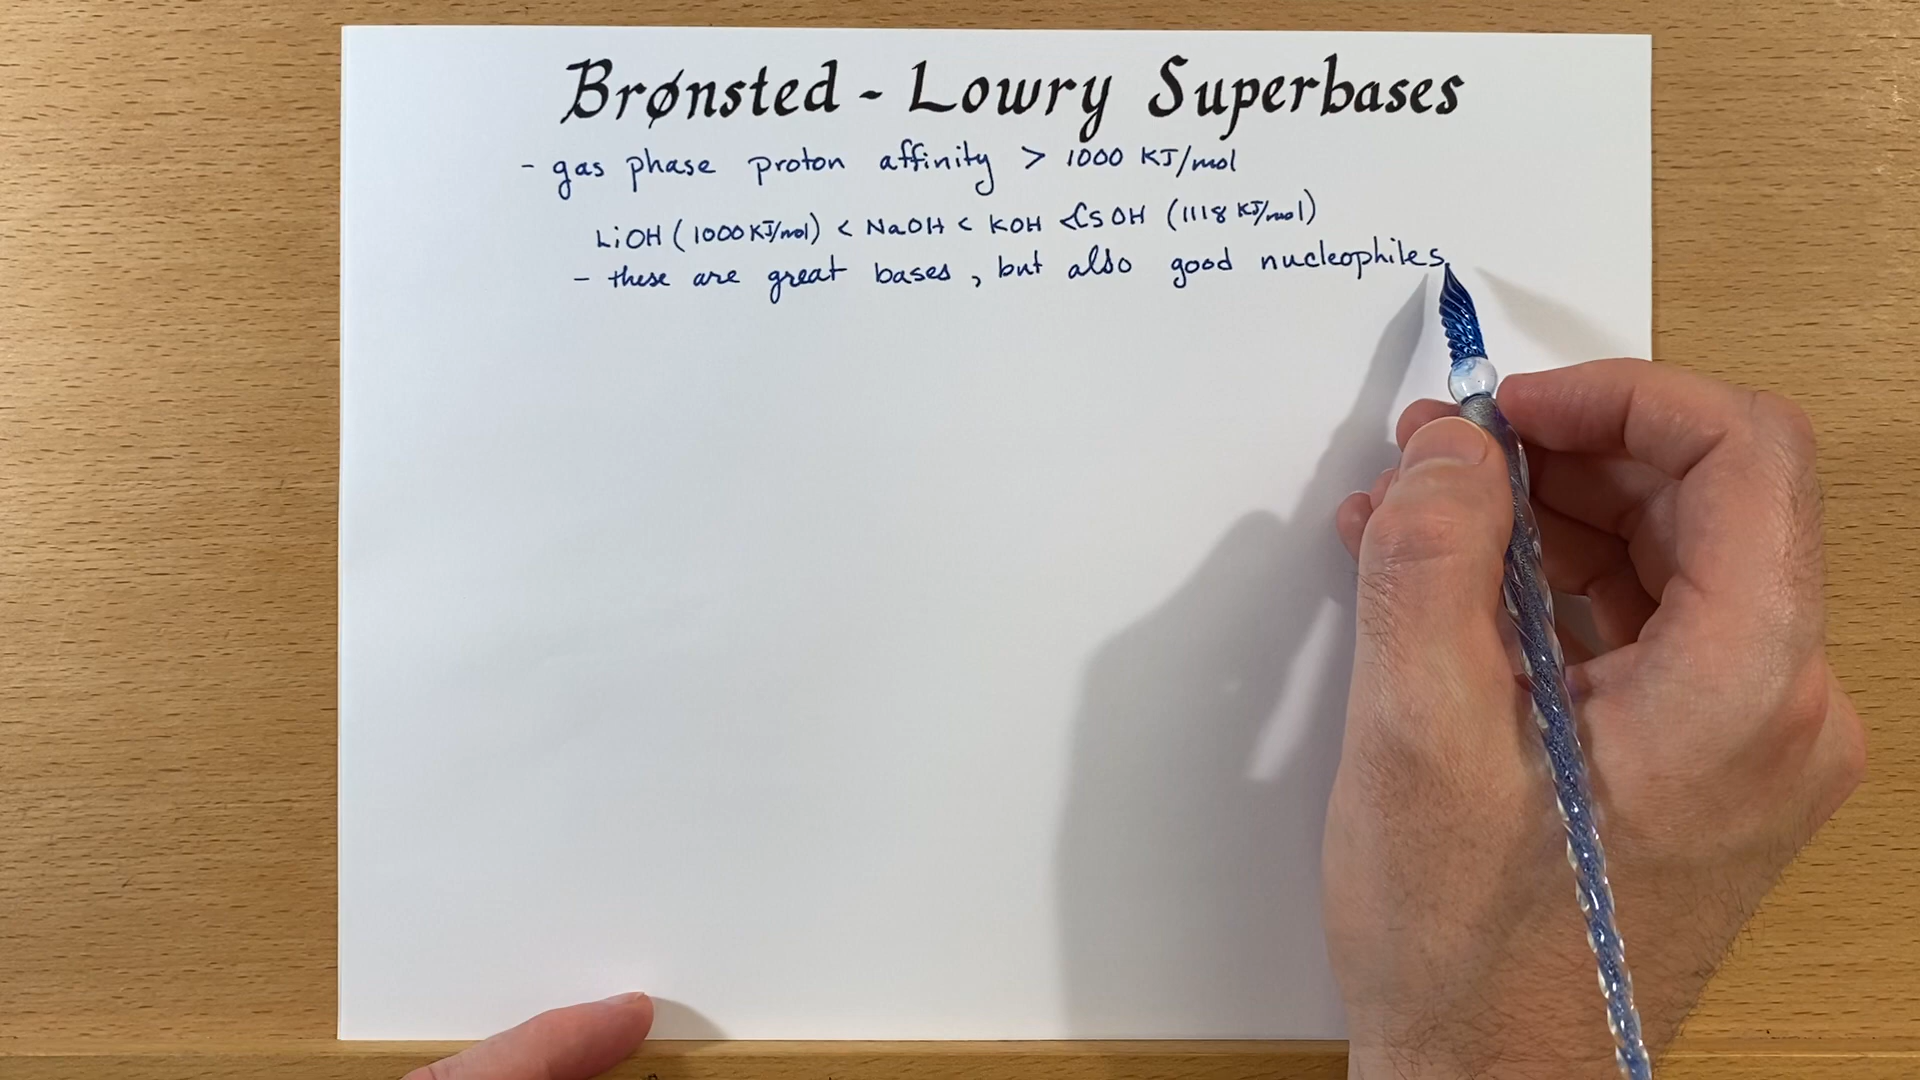 Brønsted - Lowry Superbases
- gas phase proton affinity > 1000 KJ/mol
LiOH (1000 KJ/mol) < NaOH < KOH < CsOH (1118 KJ/mol)
- these are great bases, but also good nucleophiles.